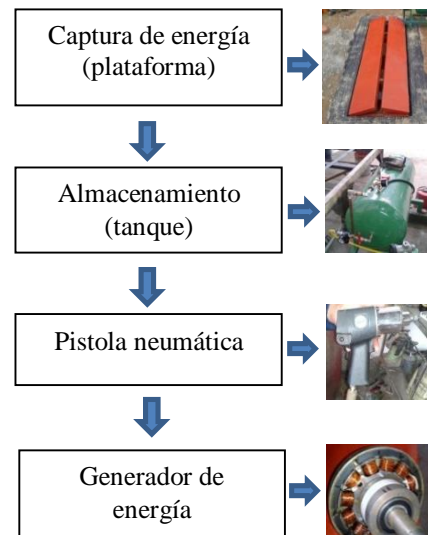 Captura de energía
(plataforma)
Almacenamiento
(tanque)
Pistola neumática
Generador de
energía